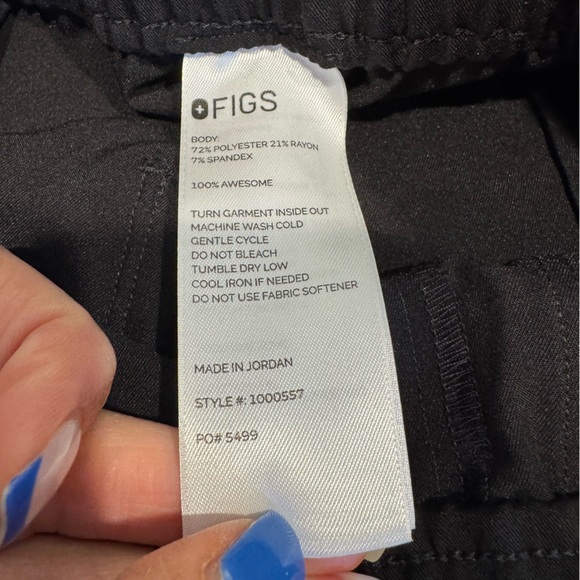 FIGS
BODY:
72% POLYESTER 21% RAYON
7% SPANDEX
100% AWESOME
TURN GARMENT INSIDE OUT
MACHINE WASH COLD
GENTLE CYCLE
DO NOT BLEACH
TUMBLE DRY LOW
COOL IRON IF NEEDED
DO NOT USE FABRIC SOFTENER
MADE IN JORDAN
STYLE #: 1000557
PO# 5499